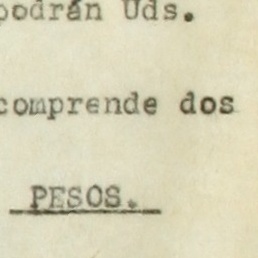 podrán Uds.
comprende dos
PESOS.